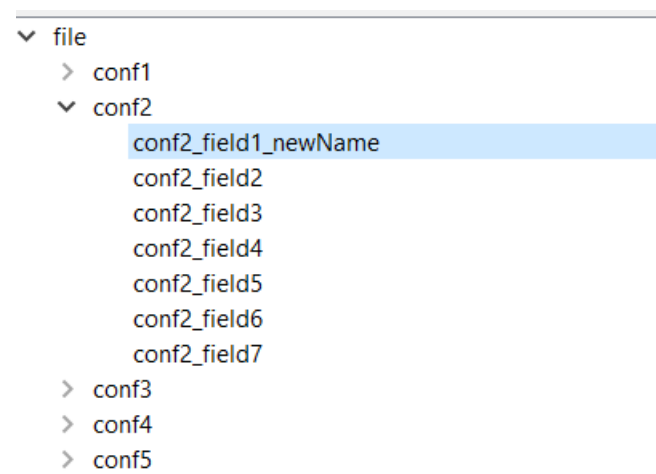 file
conf1
conf2
conf2_field1_newName
conf2_field2
conf2_field3
conf2_field4
conf2_field5
conf2_field6
conf2_field7
conf3
conf4
conf5